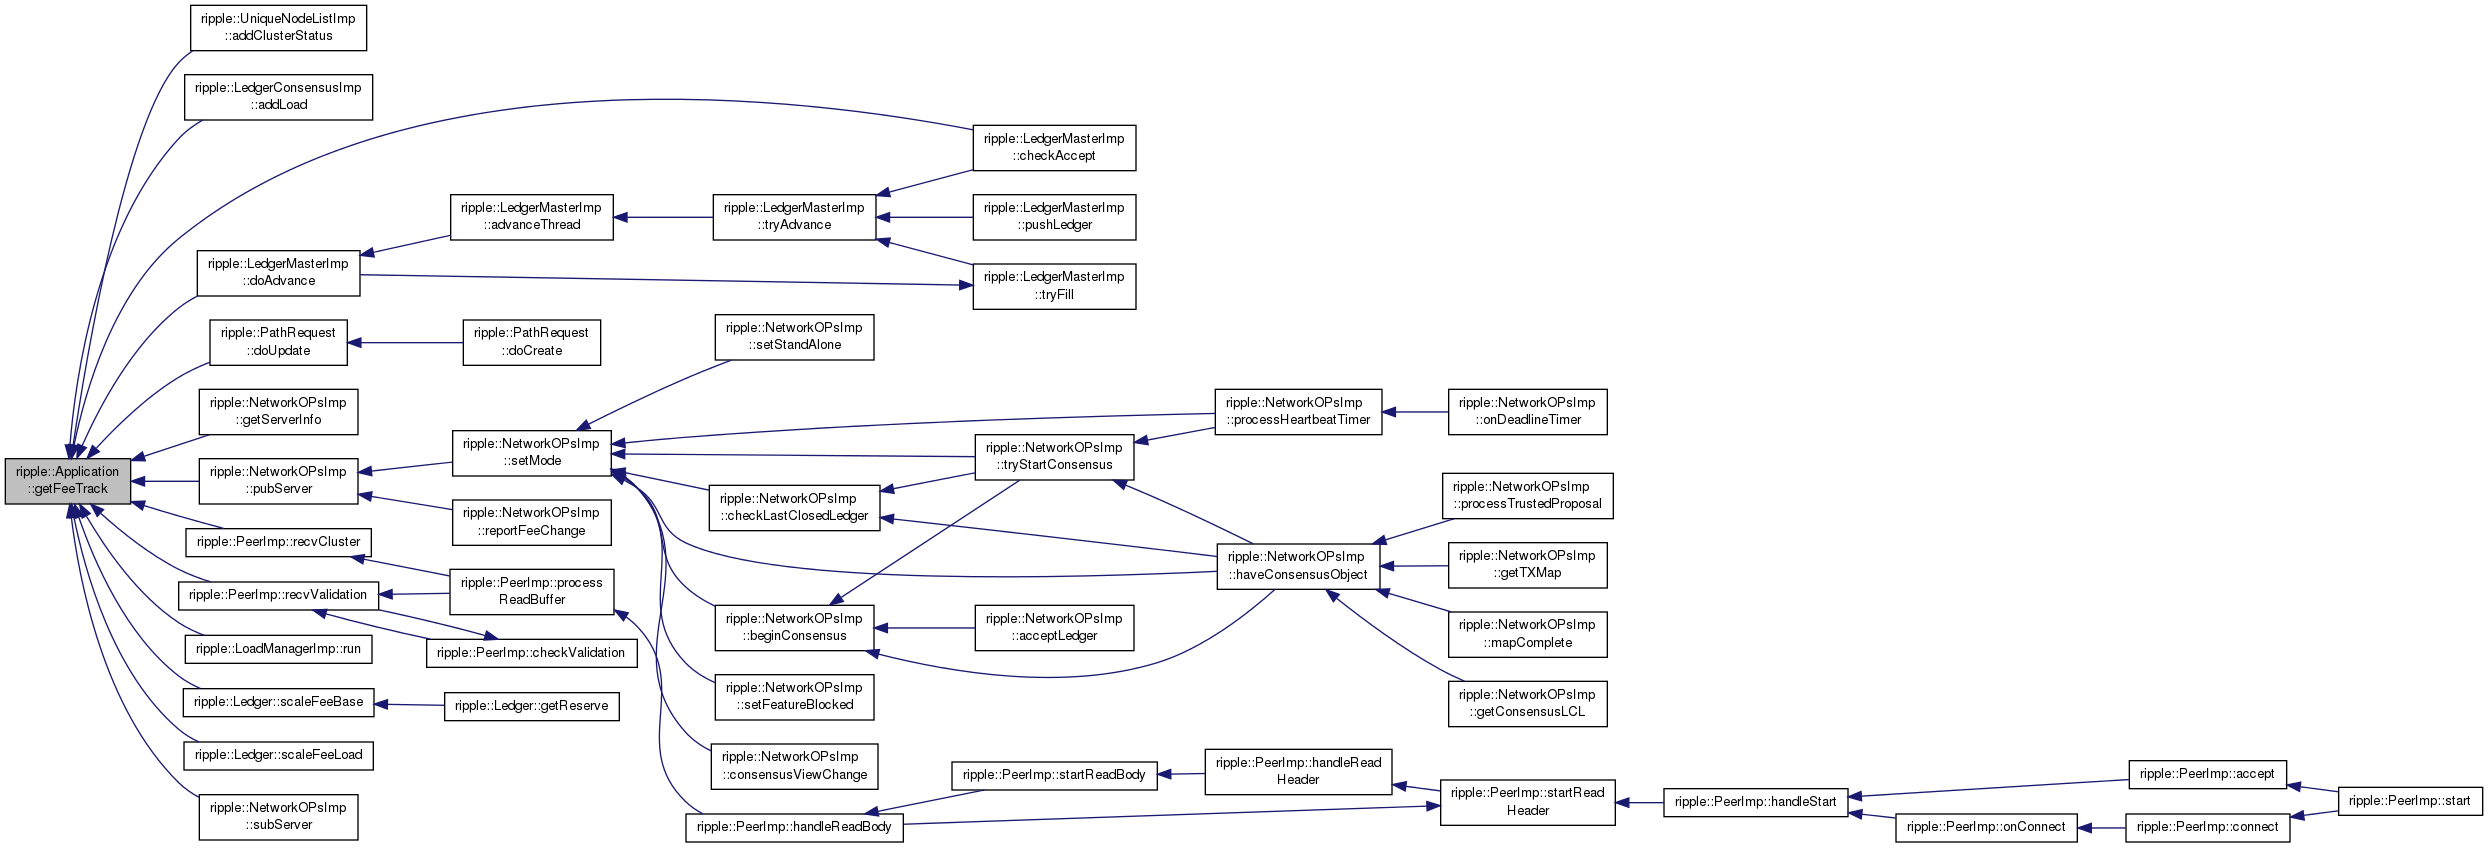 ripple::UniqueNodeListImp
::addClusterStatus
ripple::LedgerConsensusImp
::addLoad
ripple::LedgerMasterImp
::checkAccept
ripple::LedgerMasterImp
::advanceThread
ripple::LedgerMasterImp
::tryAdvance
ripple::LedgerMasterImp
::pushLedger
ripple::LedgerMasterImp
::doAdvance
ripple::LedgerMasterImp
::tryFill
ripple::PathRequest
::doUpdate
ripple::PathRequest
::doCreate
ripple::NetworkOPsImp
::setStandAlone
ripple::NetworkOPsImp
::getServerInfo
ripple::NetworkOPsImp
::processHeartbeatTimer
ripple::NetworkOPsImp
::onDeadlineTimer
ripple::Application
::getFeeTrack
ripple::NetworkOPsImp
::pubServer
ripple::NetworkOPsImp
::setMode
ripple::NetworkOPsImp
::tryStartConsensus
ripple::NetworkOPsImp
::reportFeeChange
ripple::NetworkOPsImp
::checkLastClosedLedger
ripple::NetworkOPsImp
::processTrustedProposal
ripple::PeerImp::recvCluster
ripple::NetworkOPsImp
::haveConsensusObject
ripple::NetworkOPsImp
::getTXMap
ripple::PeerImp::recvValidation
ripple::PeerImp::process
ReadBuffer
ripple::NetworkOPsImp
::beginConsensus
ripple::NetworkOPsImp
::acceptLedger
ripple::NetworkOPsImp
::mapComplete
ripple::LoadManagerImp::run
ripple::PeerImp::checkValidation
ripple::Ledger::scaleFeeBase
ripple::Ledger::getReserve
ripple::NetworkOPsImp
::setFeatureBlocked
ripple::NetworkOPsImp
::getConsensusLCL
ripple::Ledger::scaleFeeLoad
ripple::NetworkOPsImp
::consensusViewChange
ripple::PeerImp::startReadBody
ripple::PeerImp::handleRead
Header
ripple::PeerImp::startRead
Header
ripple::PeerImp::handleStart
ripple::PeerImp::accept
ripple::PeerImp::start
ripple::NetworkOPsImp
::subServer
ripple::PeerImp::handleReadBody
ripple::PeerImp::onConnect
ripple::PeerImp::connect